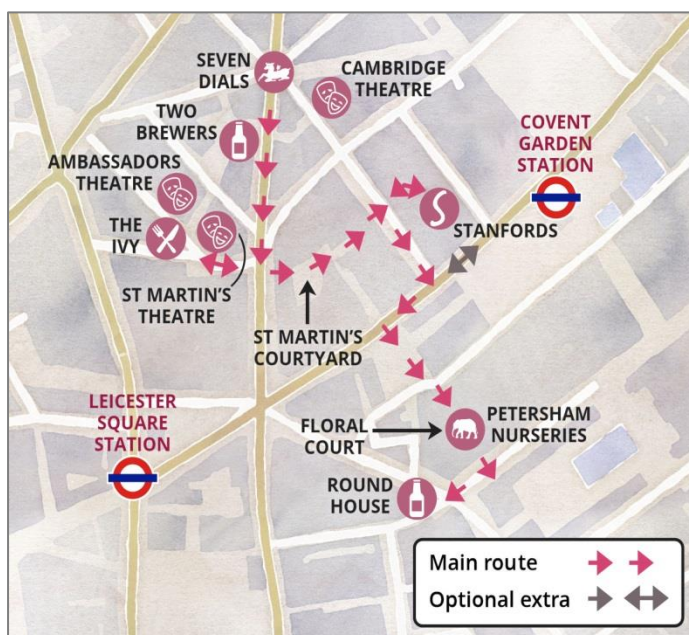 SEVEN
DIALS
CAMBRIDGE
THEATRE
TWO
BREWERS
COVENT
GARDEN
STATION
AMBASSADORS
THEATRE
THE
IVY
STANFORDS
ST MARTIN'S
THEATRE
ST MARTIN'S
COURTYARD
LEICESTER
SQUARE
STATION
FLORAL
COURT
PETERSHAM
NURSERIES
ROUND
HOUSE
Main route
Optional extra